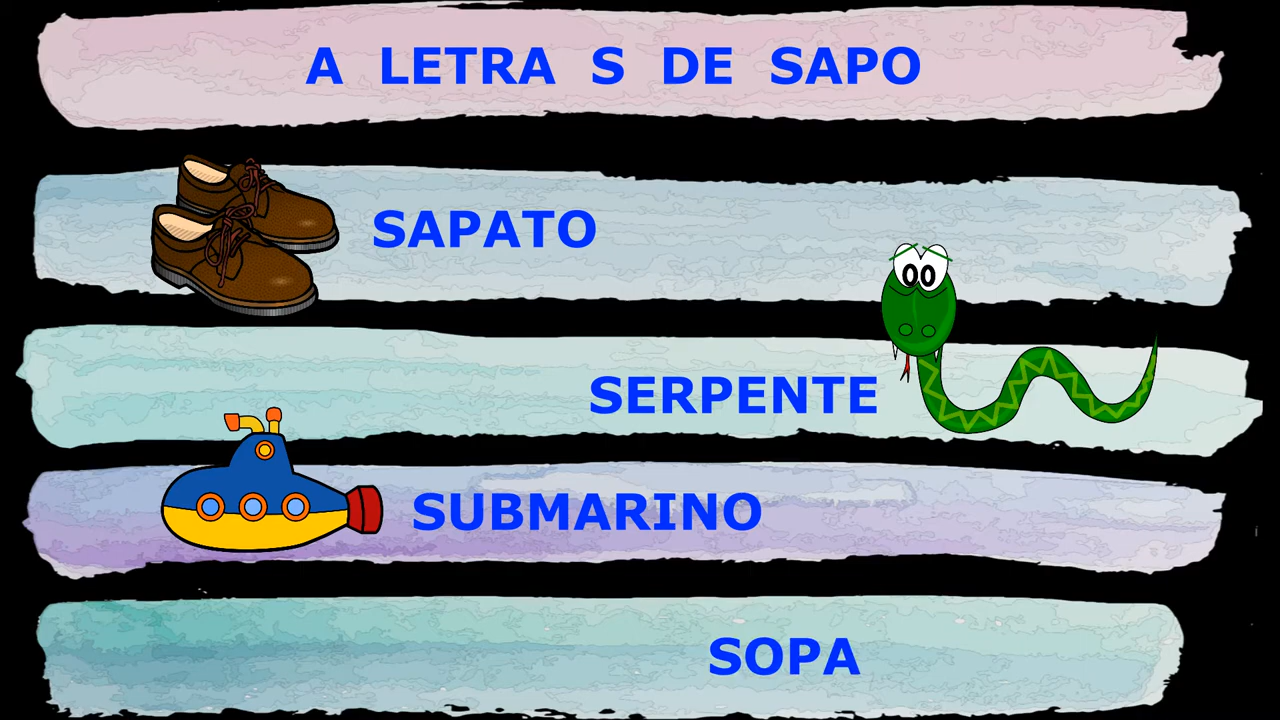 A LETRA S DE SAPO
SAPATO
SERPENTE
SUBMARINO
SOPA